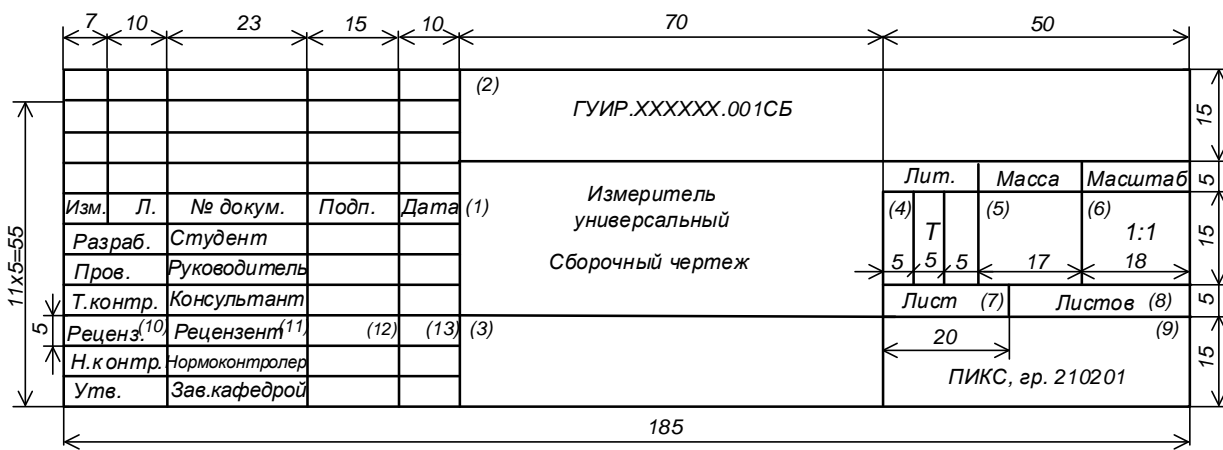 7 10 23 15 10 70 50
(2)
ГУИР.XXXXXX.001СБ
15
Лит. Масса Масштаб
5
Изм. Л. № докум. Подп. Дата (1)
Измеритель
универсальный
Сборочный чертеж
(4) (5) (6)
Т 1:1
15
5 5 5 17 18
Разраб. Студент
Пров. Руководитель
Т.контр. Консультант
Лист (7) Листов (8)
5
11х5=55
5
Реценз. (10) Рецензент (11) (12) (13) (3) (9)
20
Н.контр. Нормоконтролер
ПИКС, гр. 210201
15
Утв. Зав.кафедрой
185